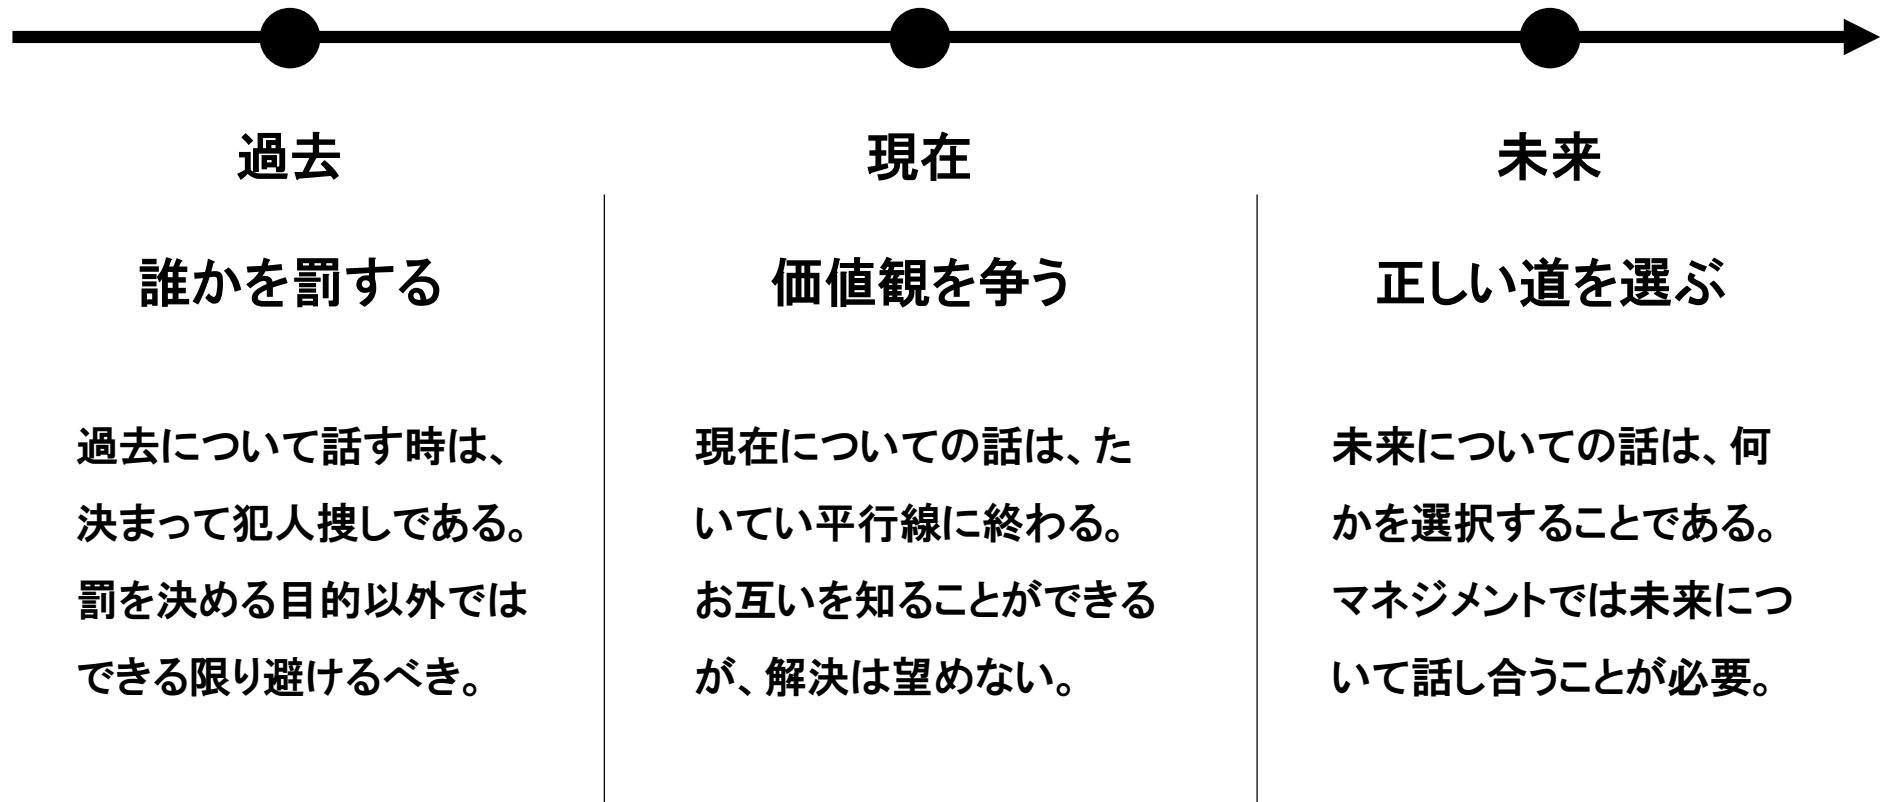 過去
現在
未来
誰かを罰する
価値観を争う
正しい道を選ぶ
過去について話す時は、
決まって犯人捜しである。
罰を決める目的以外では
できる限り避けるべき。
現在についての話は、た
いてい平行線に終わる。
お互いを知ることができる
が、解決は望めない。
未来についての話は、何
かを選択することである。
マネジメントでは未来につ
いて話し合うことが必要。